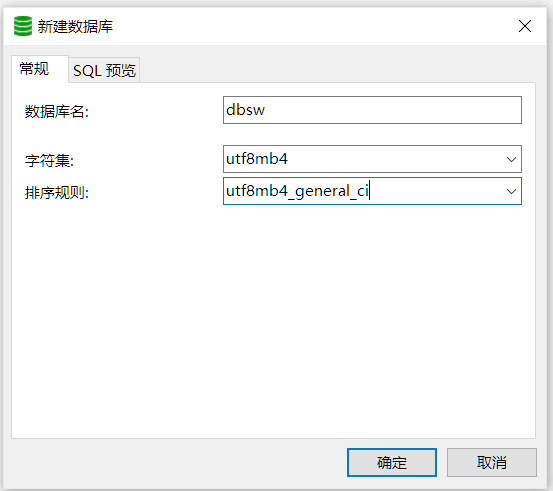 新建数据库
常规 SQL 预览
数据库名: dbsw
字符集: utf8mb4
排序规则: utf8mb4_general_ci
确定 取消